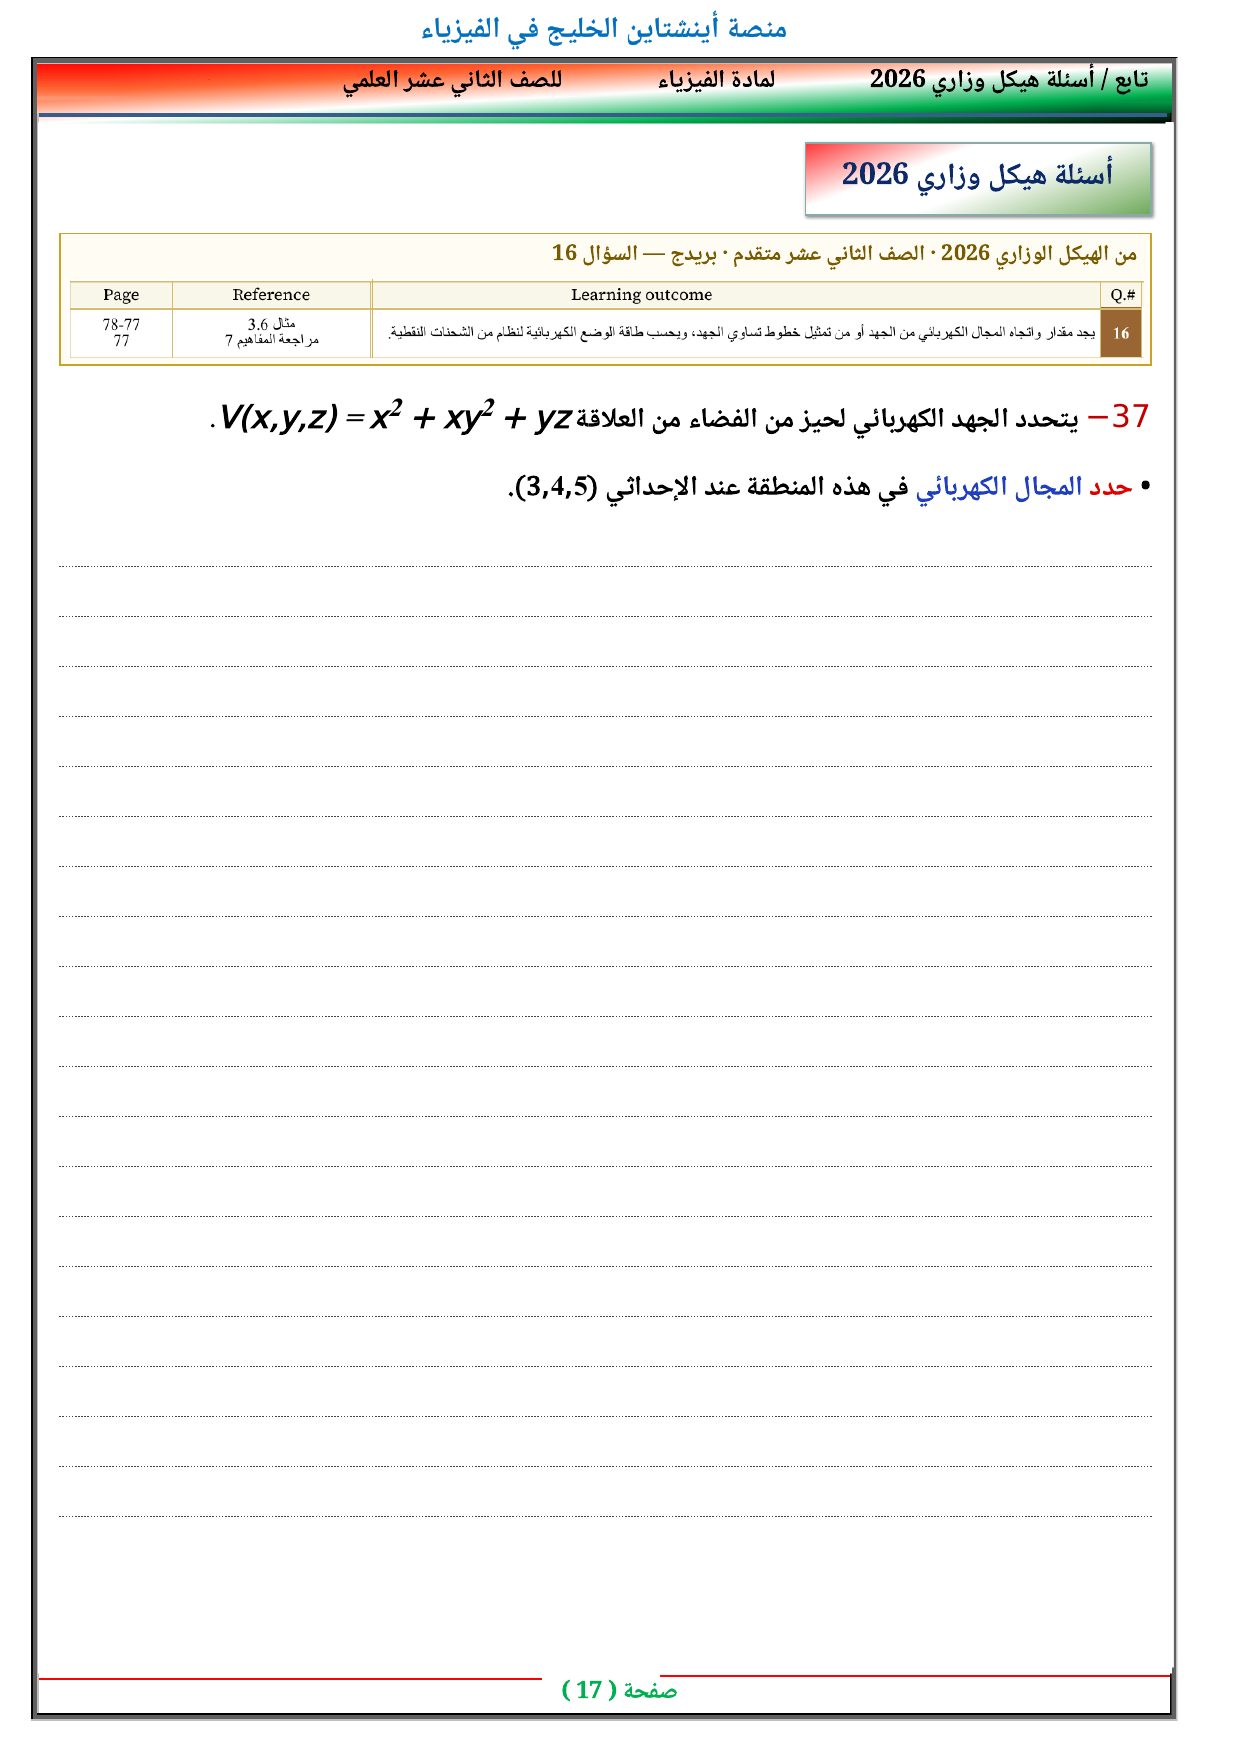 منصة أينشتاين الخليج في الفيزياء
تابع / أسئلة هيكل وزاري 2026 لمادة الفيزياء للصف الثاني عشر العلمي
أسئلة هيكل وزاري 2026
من الهيكل الوزاري 2026 · الصف الثاني عشر متقدم · بريدج — السؤال 16
Q.# Learning outcome Reference Page
16 يجد مقدار واتجاه المجال الكهربائي من الجهد أو من تمثيل خطوط تساوي الجهد، ويحسب طاقة الوضع الكهربائية لنظام من الشحنات النقطية. مثال 3.6 78-77
مراجعة المفاهيم 7 77
37– يتحدد الجهد الكهربائي لحيز من الفضاء من العلاقة V(x,y,z) = x² + xy² + yz.
• حدد المجال الكهربائي في هذه المنطقة عند الإحداثي (3,4,5).
صفحة ( 17 )